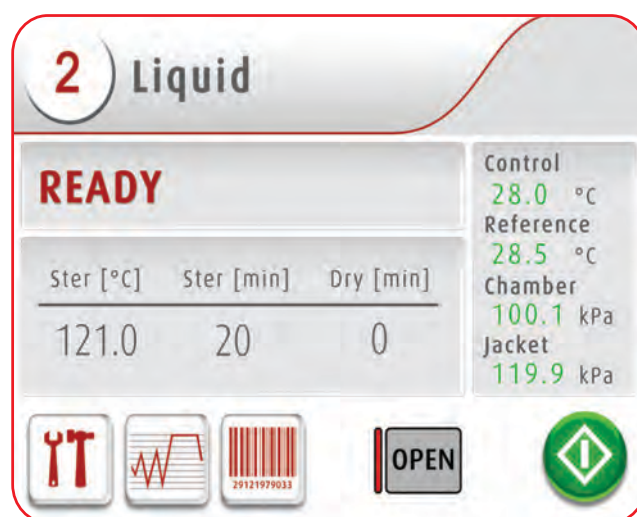 2 Liquid
READY
Ster [°C] Ster [min] Dry [min]
121.0 20 0
Control
28.0 °C
Reference
28.5 °C
Chamber
100.1 kPa
Jacket
119.9 kPa
29121979033
OPEN